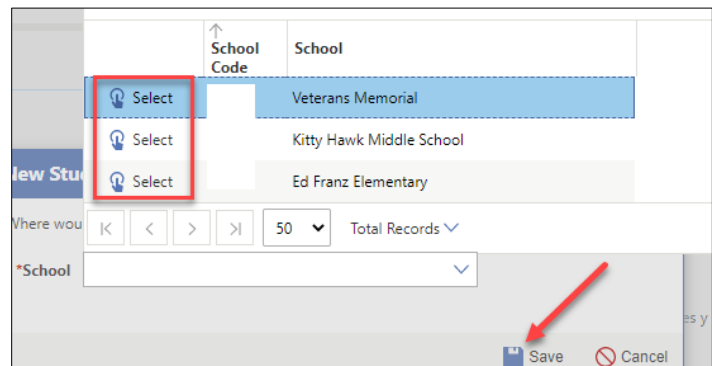 School Code
School
Select
Veterans Memorial
Select
Kitty Hawk Middle School
Select
Ed Franz Elementary
New Stu
Where wou
50
Total Records
*School
es y
Save
Cancel